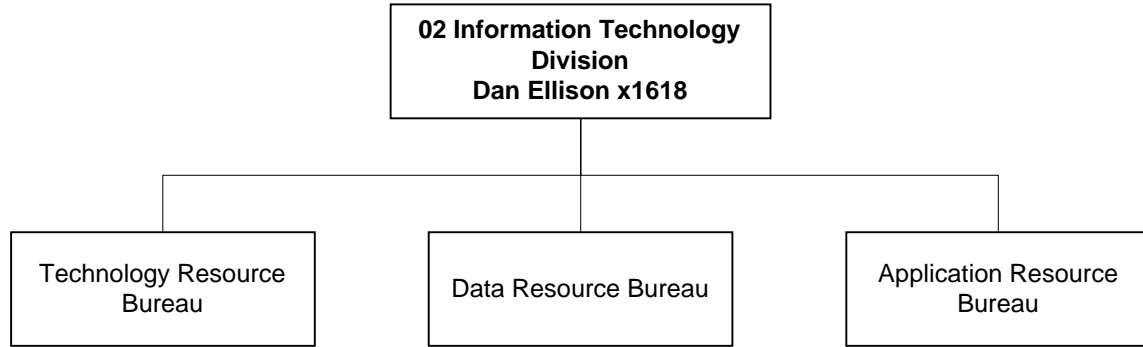 02 Information Technology
Division
Dan Ellison x1618
Technology Resource
Bureau
Data Resource Bureau
Application Resource
Bureau